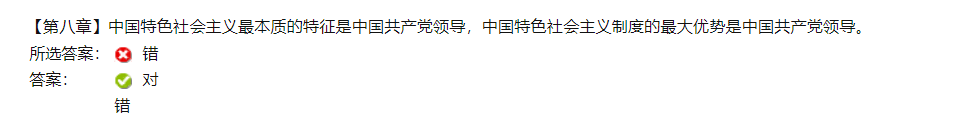 【第八章】中国特色社会主义最本质的特征是中国共产党领导，中国特色社会主义制度的最大优势是中国共产党领导。
所选答案： 错
答案： 对
错